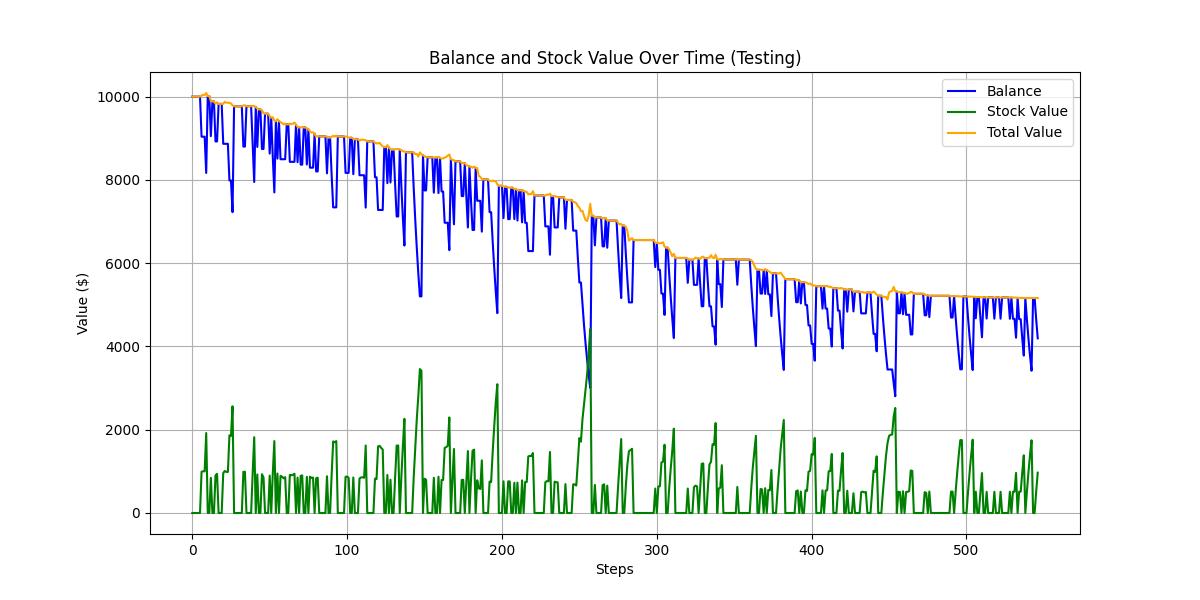 Balance and Stock Value Over Time (Testing)
Balance
Stock Value
Total Value
Value ($)
10000
8000
6000
4000
2000
0
0 100 200 300 400 500
Steps